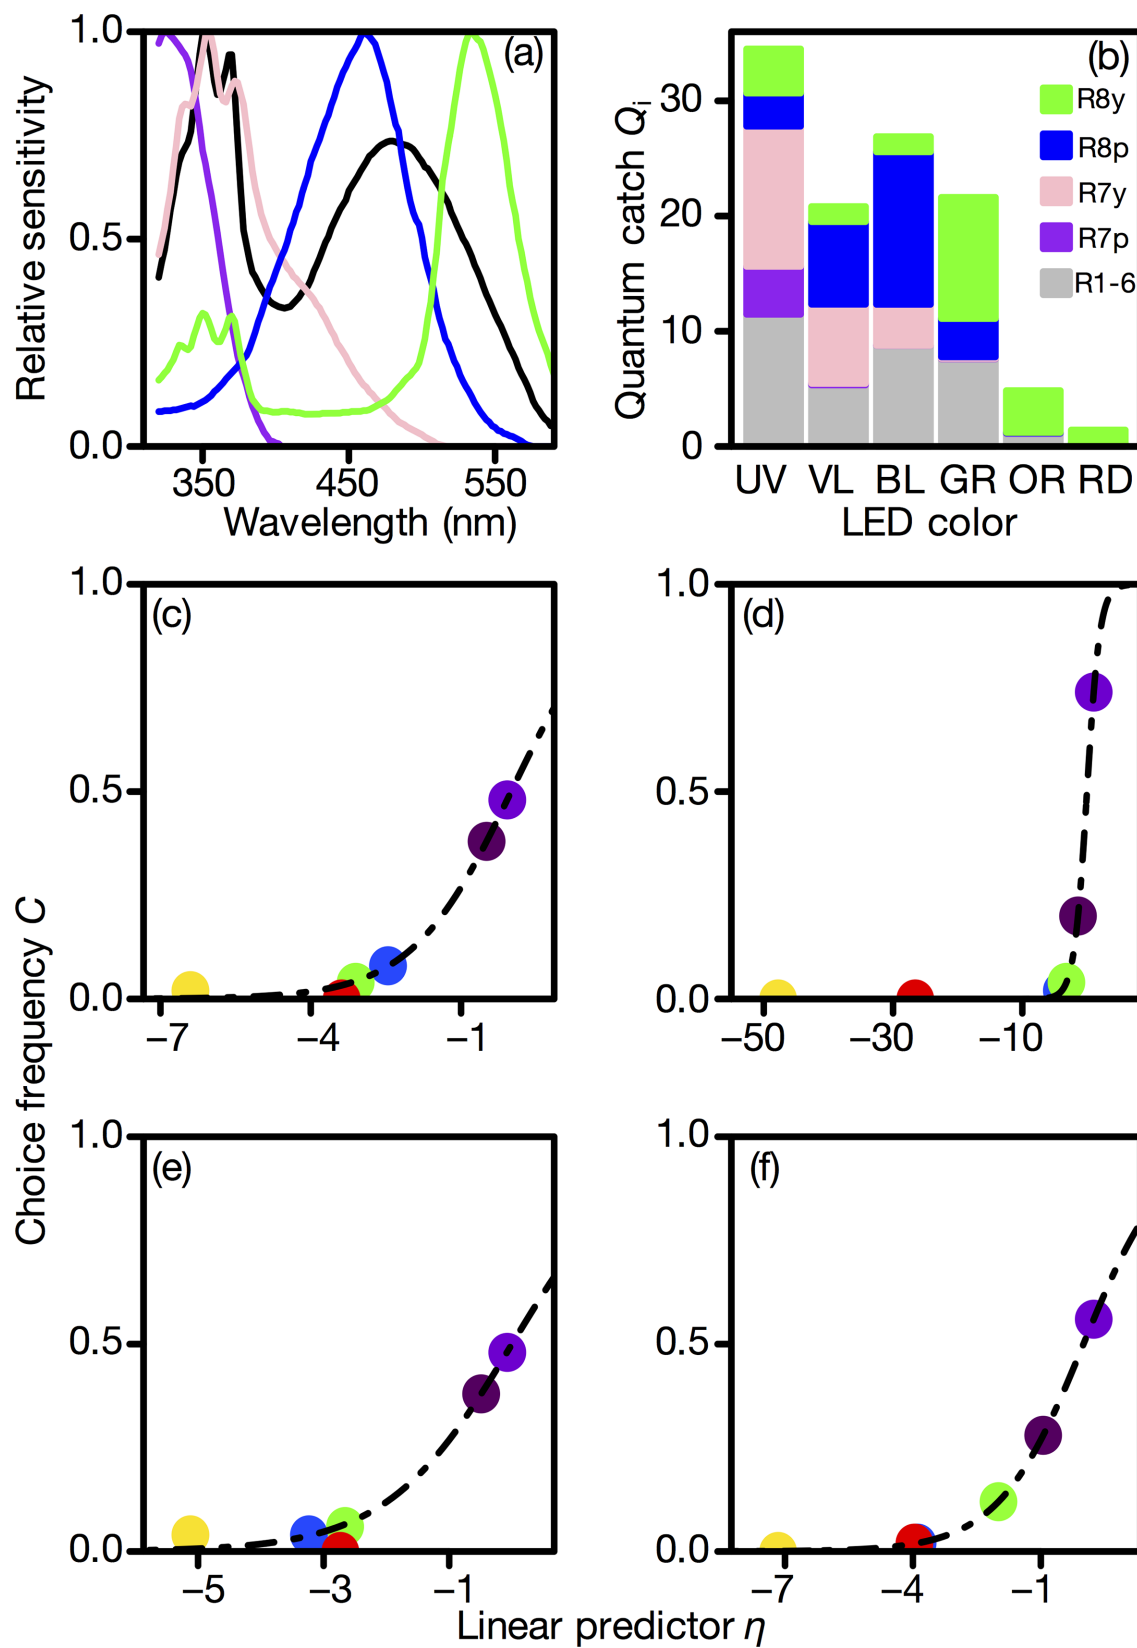 (a)
Relative sensitivity
1.0
0.5
0.0
350 450 550
Wavelength (nm)
(b)
Quantum catch Qi
30
20
10
0
R8y
R8p
R7y
R7p
R1-6
UV VL BL GR OR RD
LED color
Choice frequency C
(c)
1.0
0.5
0.0
−7 −4 −1
(d)
1.0
0.5
0.0
−50 −30 −10
(e)
1.0
0.5
0.0
−5 −3 −1
(f)
1.0
0.5
0.0
−7 −4 −1
Linear predictor η